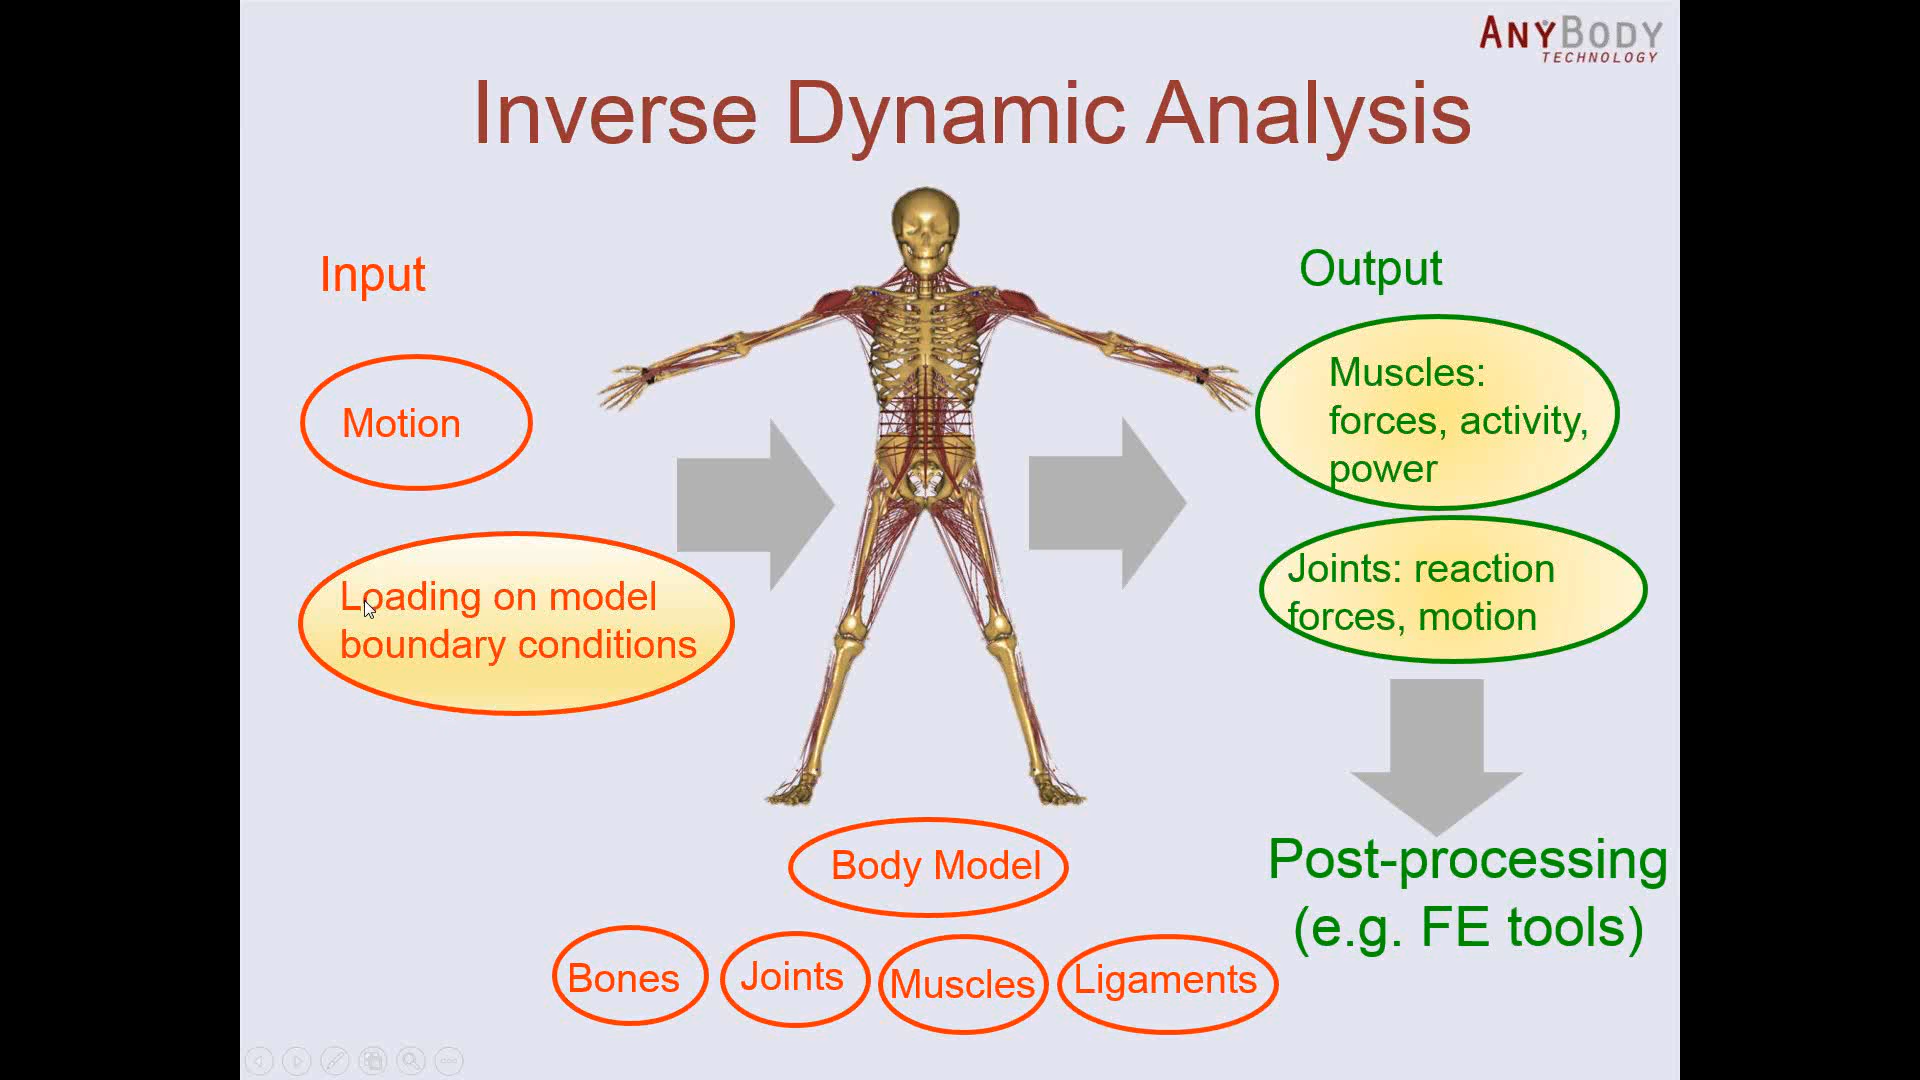 ANYBODY
TECHNOLOGY
Inverse Dynamic Analysis
Input
Motion
Loading on model
boundary conditions
Output
Muscles:
forces, activity,
power
Joints: reaction
forces, motion
Post-processing
(e.g. FE tools)
Body Model
Bones
Joints
Muscles
Ligaments